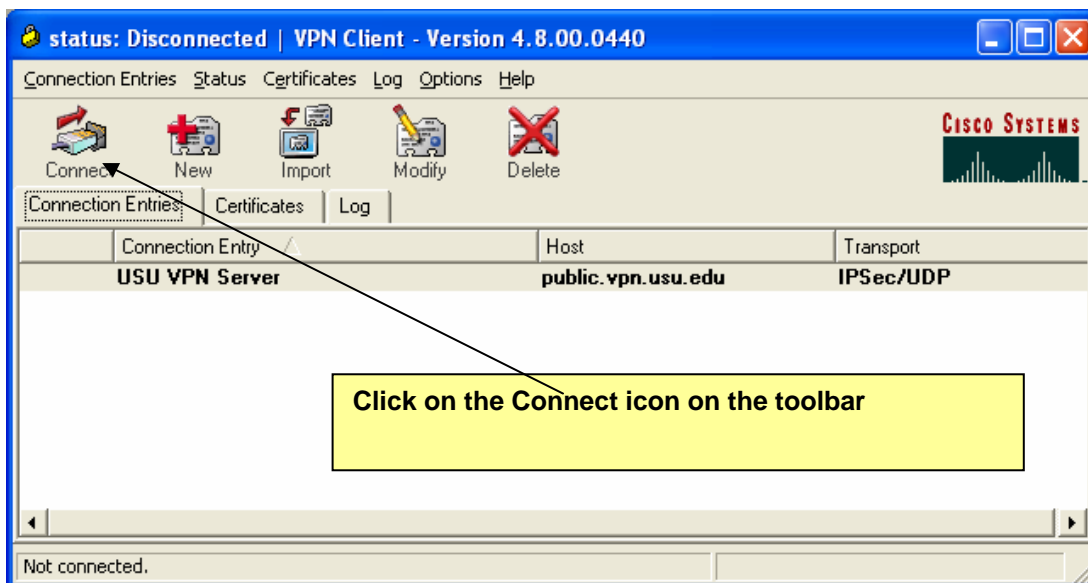 status: Disconnected | VPN Client - Version 4.8.00.0440
Connection Entries Status Certificates Log Options Help
CISCO SYSTEMS
Connect New Import Modify Delete
Connection Entries Certificates Log
Connection Entry Host Transport
USU VPN Server public.vpn.usu.edu IPSec/UDP
Click on the Connect icon on the toolbar
Not connected.